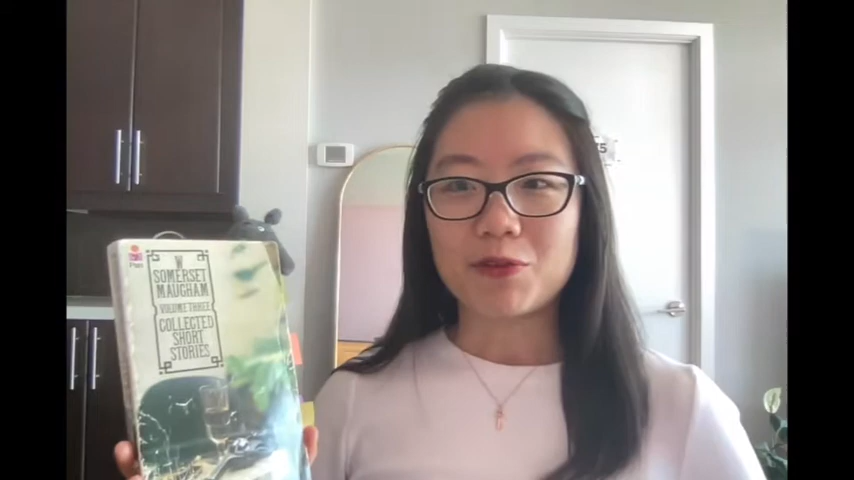 Pan
W
SOMERSET
MAUGHAM
VOLUME THREE
COLLECTED
SHORT
STORIES